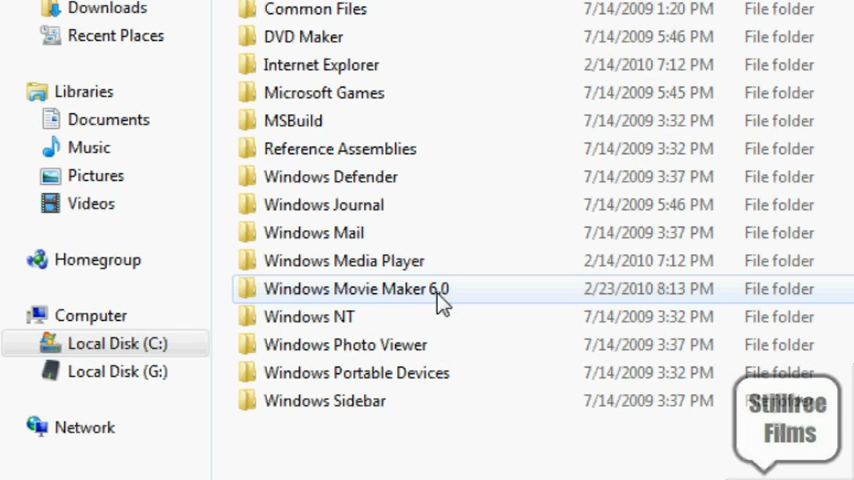 Downloads
Recent Places
Libraries
Documents
Music
Pictures
Videos
Homegroup
Computer
Local Disk (C:)
Local Disk (G:)
Network
Common Files 7/14/2009 1:20 PM File folder
DVD Maker 7/14/2009 5:46 PM File folder
Internet Explorer 2/14/2010 7:12 PM File folder
Microsoft Games 7/14/2009 5:45 PM File folder
MSBuild 7/14/2009 3:32 PM File folder
Reference Assemblies 7/14/2009 3:32 PM File folder
Windows Defender 7/14/2009 3:37 PM File folder
Windows Journal 7/14/2009 5:46 PM File folder
Windows Mail 7/14/2009 3:37 PM File folder
Windows Media Player 2/14/2010 7:12 PM File folder
Windows Movie Maker 6.0 2/23/2010 8:13 PM File folder
Windows NT 7/14/2009 3:32 PM File folder
Windows Photo Viewer 7/14/2009 3:37 PM File folder
Windows Portable Devices 7/14/2009 3:32 PM File folder
Windows Sidebar 7/14/2009 3:37 PM File folder
Stillfree
Films